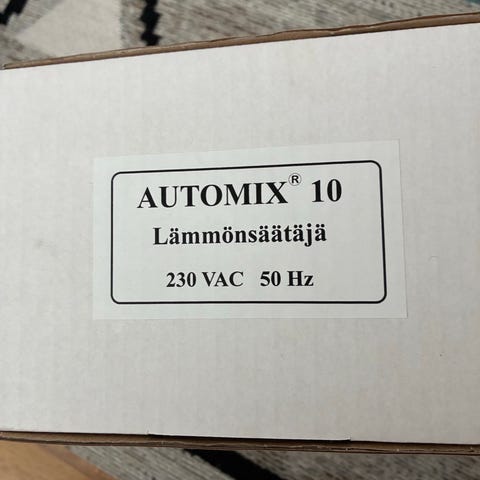 AUTOMIX® 10
Lämmönsäätäjä
230 VAC 50 Hz